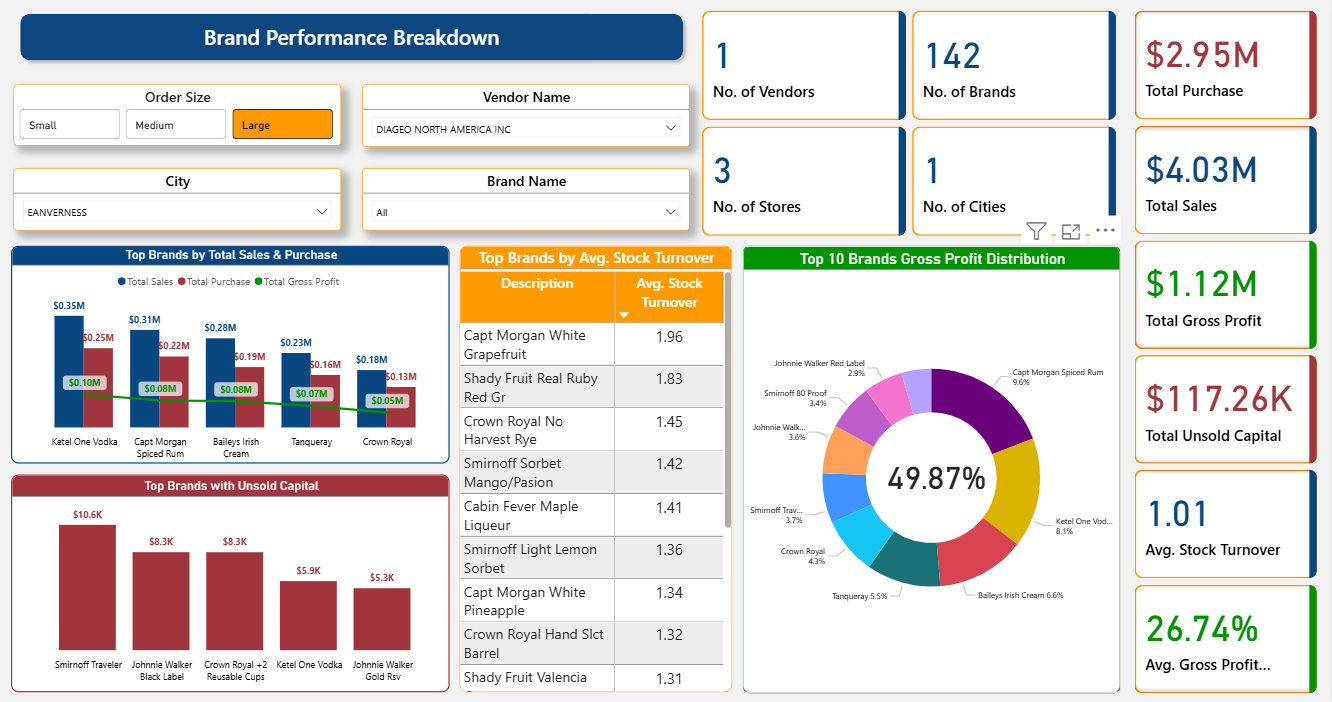 Brand Performance Breakdown
Order Size
Small
Medium
Large
Vendor Name
DIAGEO NORTH AMERICA INC
City
EANVERNESS
Brand Name
All
1
No. of Vendors
142
No. of Brands
3
No. of Stores
1
No. of Cities
$2.95M
Total Purchase
$4.03M
Total Sales
$1.12M
Total Gross Profit
$117.26K
Total Unsold Capital
1.01
Avg. Stock Turnover
26.74%
Avg. Gross Profit...
Top Brands by Total Sales & Purchase
Total Sales Total Purchase Total Gross Profit
$0.35M
$0.25M
$0.10M
$0.31M
$0.22M
$0.08M
$0.28M
$0.19M
$0.08M
$0.23M
$0.16M
$0.07M
$0.18M
$0.13M
$0.05M
Ketel One Vodka
Capt Morgan
Spiced Rum
Baileys Irish
Cream
Tanqueray
Crown Royal
Top Brands with Unsold Capital
$10.6K
$8.3K
$8.3K
$5.9K
$5.3K
Smirnoff Traveler
Johnnie Walker
Black Label
Crown Royal +2
Reusable Cups
Ketel One Vodka
Johnnie Walker
Gold Rsv
Top Brands by Avg. Stock Turnover
Description
Avg. Stock
Turnover
Capt Morgan White
Grapefruit
1.96
Shady Fruit Real Ruby
Red Gr
1.83
Crown Royal No
Harvest Rye
1.45
Smirnoff Sorbet
Mango/Pasion
1.42
Cabin Fever Maple
Liqueur
1.41
Smirnoff Light Lemon
Sorbet
1.36
Capt Morgan White
Pineapple
1.34
Crown Royal Hand Slct
Barrel
1.32
Shady Fruit Valencia
1.31
Top 10 Brands Gross Profit Distribution
Johnnie Walker Red Label
2.9%
Smirnoff 80 Proof
3.4%
Johnnie Walk...
3.6%
Smirnoff Trav...
3.7%
Crown Royal
4.3%
Tanqueray 5.5%
Baileys Irish Cream 6.6%
Ketel One Vod...
8.1%
Capt Morgan Spiced Rum
9.6%
49.87%